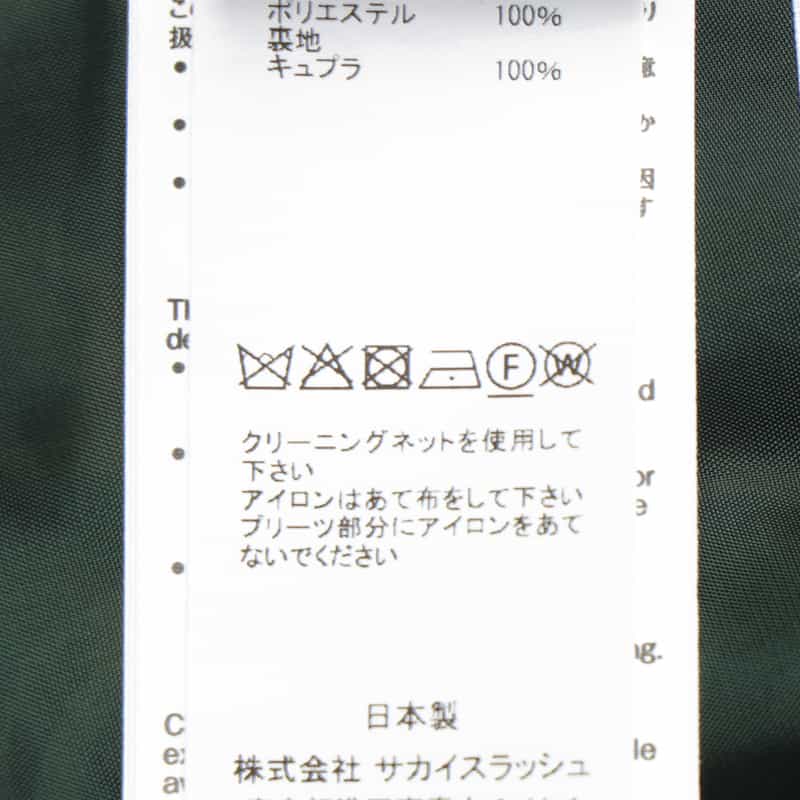 ポリエステル 100%
裏地
キュプラ 100%
F W
クリーニングネットを使用して
下さい
アイロンはあて布をして下さい
プリーツ部分にアイロンをあて
ないでください
日本製
株式会社 サカイスラッシュ